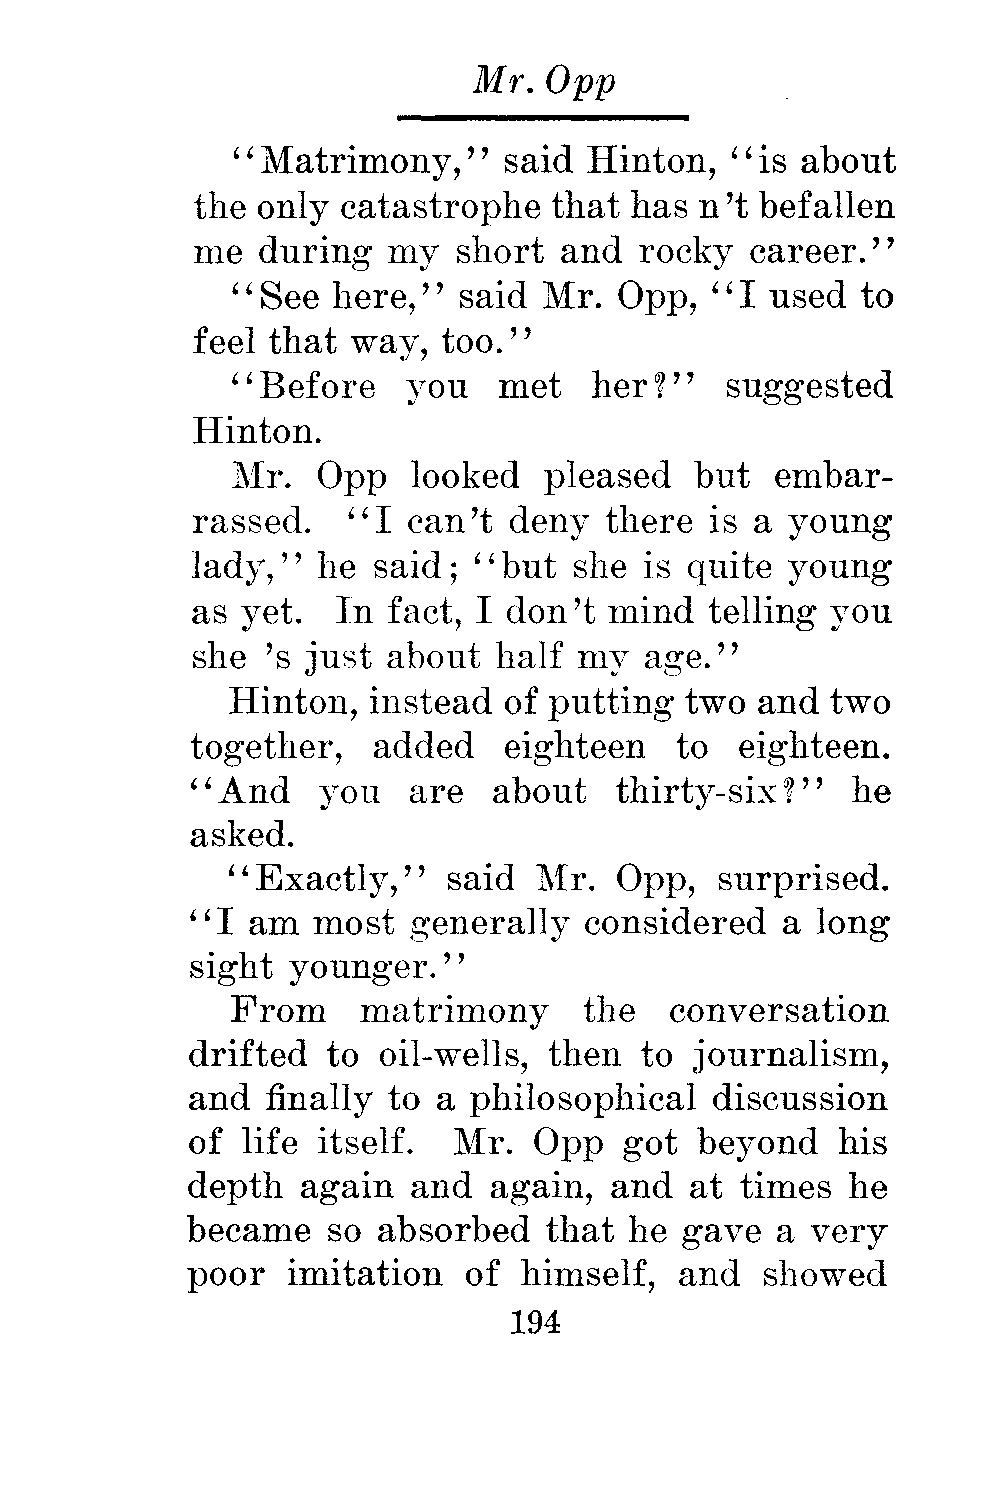 Mr. Opp
"Matrimony," said Hinton, "is about
the only catastrophe that has n't befallen
me during my short and rocky career."
"See here," said Mr. Opp, "I used to
feel that way, too."
"Before you met her?" suggested
Hinton.
Mr. Opp looked pleased but embar-
rassed. "I can't deny there is a young
lady," he said; "but she is quite young
as yet. In fact, I don't mind telling you
she 's just about half my age."
Hinton, instead of putting two and two
together, added eighteen to eighteen.
"And you are about thirty-six?" he
asked.
"Exactly," said Mr. Opp, surprised.
"I am most generally considered a long
sight younger."
From matrimony the conversation
drifted to oil-wells, then to journalism,
and finally to a philosophical discussion
of life itself. Mr. Opp got beyond his
depth again and again, and at times he
became so absorbed that he gave a very
poor imitation of himself, and showed
194